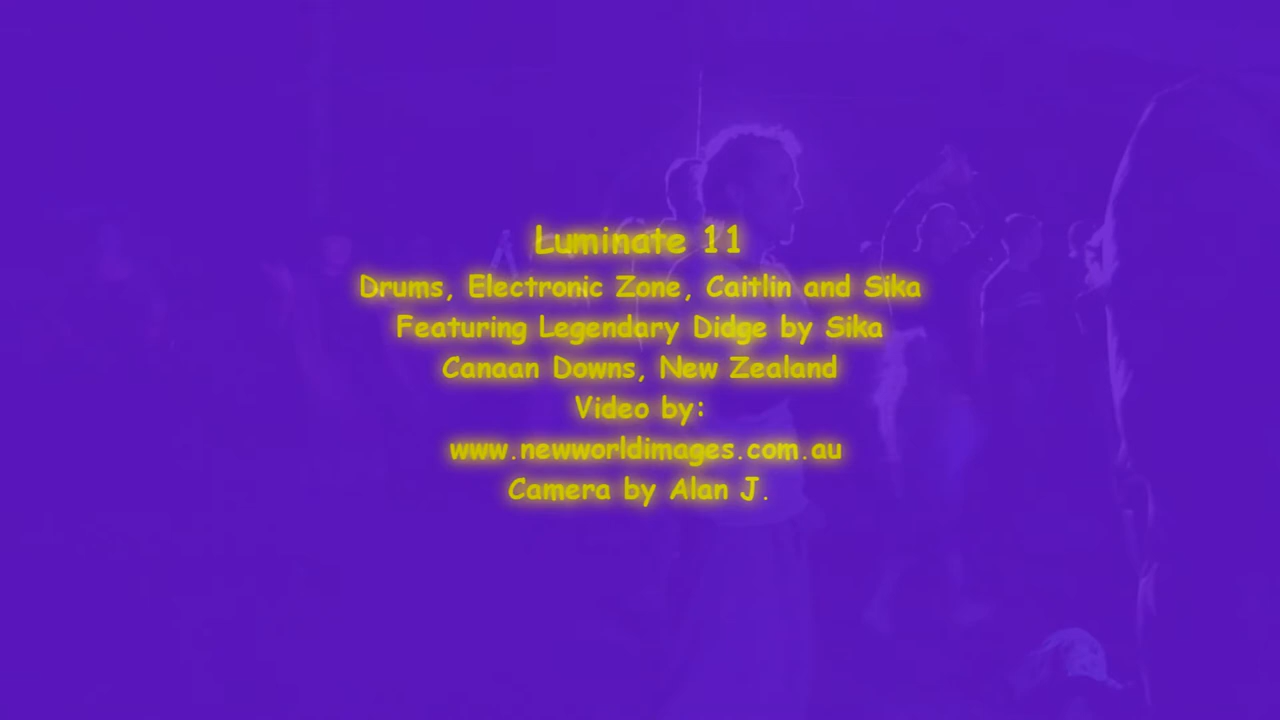 Luminate 11
Drums, Electronic Zone, Caitlin and Sika
Featuring Legendary Didge by Sika
Canaan Downs, New Zealand
Video by:
www.newworldimages.com.au
Camera by Alan J.